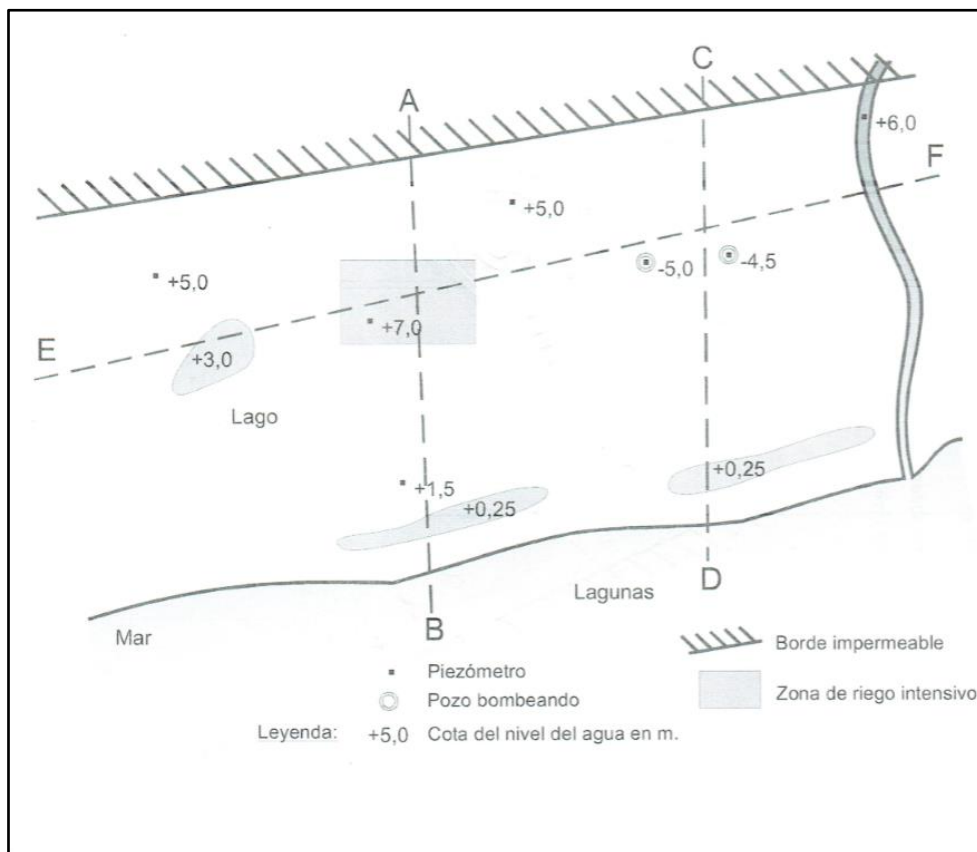 C
A
+6,0
F
+5,0
-5,0
-4,5
+5,0
+7,0
E
+3,0
Lago
+1,5
+0,25
+0,25
Lagunas
D
B
Mar
Borde impermeable
Piezómetro
Pozo bombeando
Zona de riego intensivo
Leyenda: +5,0 Cota del nivel del agua en m.